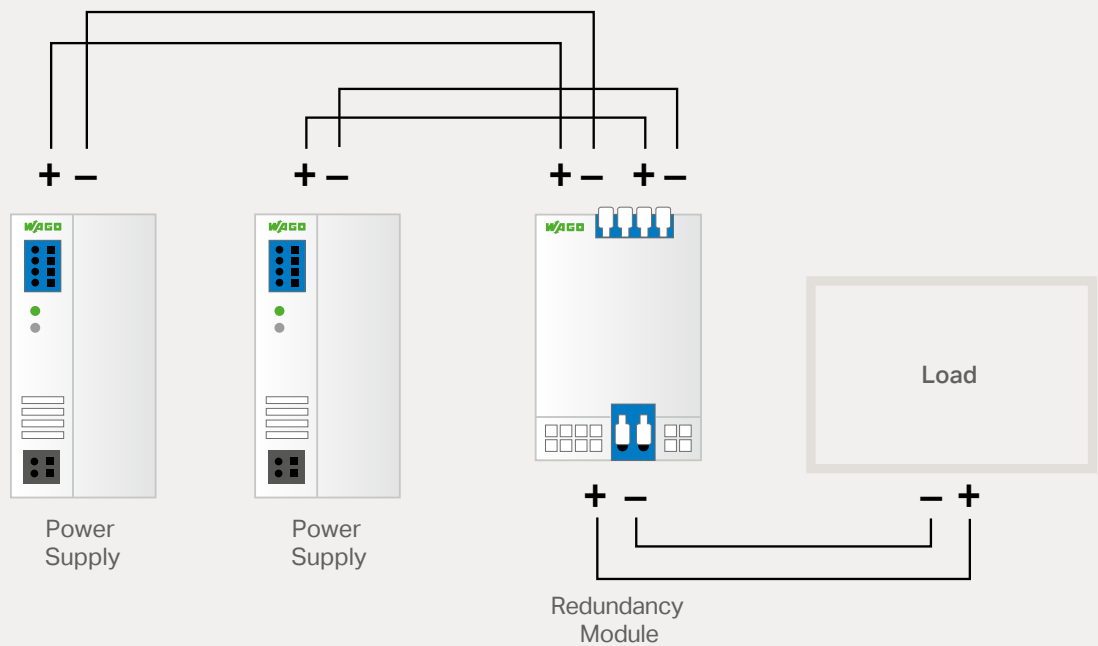 + – + – + – + –
WAGO WAGO WAGO
Load
+ – – +
Power
Supply
Power
Supply
Redundancy
Module